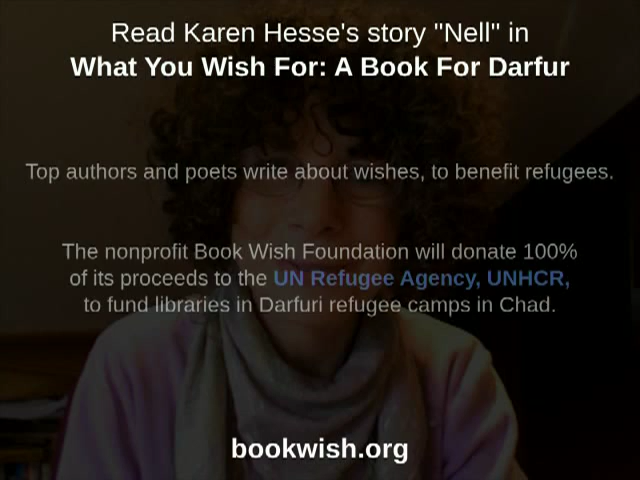 Read Karen Hesse's story "Nell" in
What You Wish For: A Book For Darfur
Top authors and poets write about wishes, to benefit refugees.
The nonprofit Book Wish Foundation will donate 100%
of its proceeds to the UN Refugee Agency, UNHCR,
to fund libraries in Darfuri refugee camps in Chad.
bookwish.org